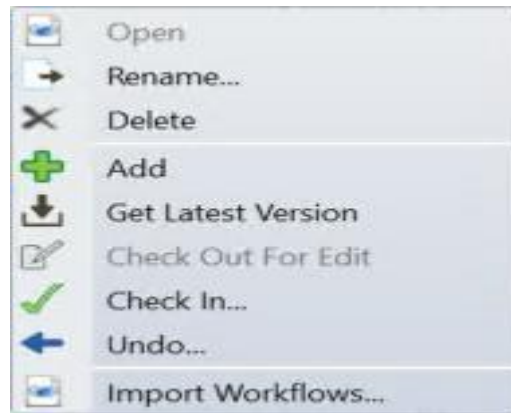 Open
Rename...
Delete
Add
Get Latest Version
Check Out For Edit
Check In...
Undo...
Import Workflows...